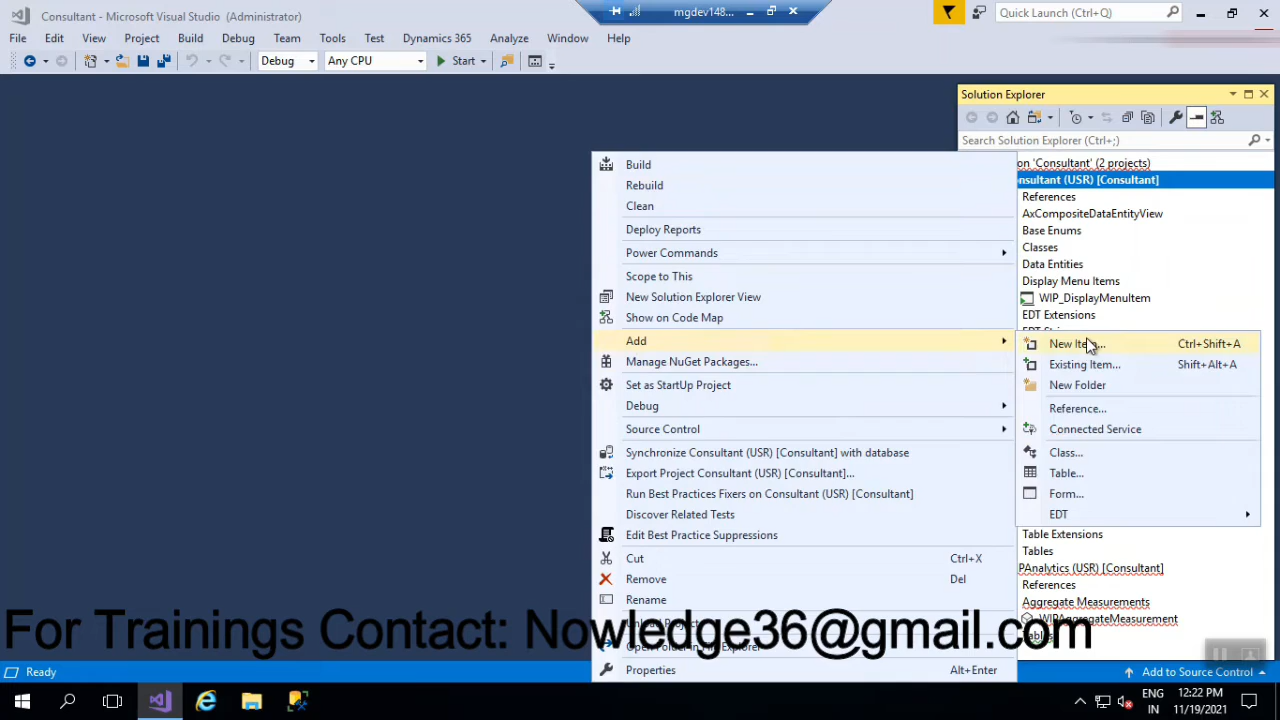 Consultant - Microsoft Visual Studio (Administrator)
mgdev148...
Quick Launch (Ctrl+Q)
File Edit View Project Build Debug Team Tools Test Dynamics 365 Analyze Window Help
Debug Any CPU Start
Solution Explorer
Search Solution Explorer (Ctrl+;)
on 'Consultant' (2 projects)
onsultant (USR) [Consultant]
References
AxCompositeDataEntityView
Base Enums
Classes
Data Entities
Display Menu Items
WIP_DisplayMenuItem
EDT Extensions
Build
Rebuild
Clean
Deploy Reports
Power Commands
Scope to This
New Solution Explorer View
Show on Code Map
Add
Manage NuGet Packages...
Set as StartUp Project
Debug
Source Control
Synchronize Consultant (USR) [Consultant] with database
Export Project Consultant (USR) [Consultant]...
Run Best Practices Fixers on Consultant (USR) [Consultant]
Discover Related Tests
Edit Best Practice Suppressions
Cut Ctrl+X
Remove Del
Rename
Properties Alt+Enter
New Ctrl+Shift+A
Existing Item... Shift+Alt+A
New Folder
Reference...
Connected Service
Class...
Table...
Form...
EDT
Table Extensions
Tables
PAnalytics (USR) [Consultant]
References
Aggregate Measurements
WIPAggregateMeasurement
For Trainings Contact: Nowledge36@gmail.com
Ready
Add to Source Control
ENG
IN
12:22 PM
11/19/2021